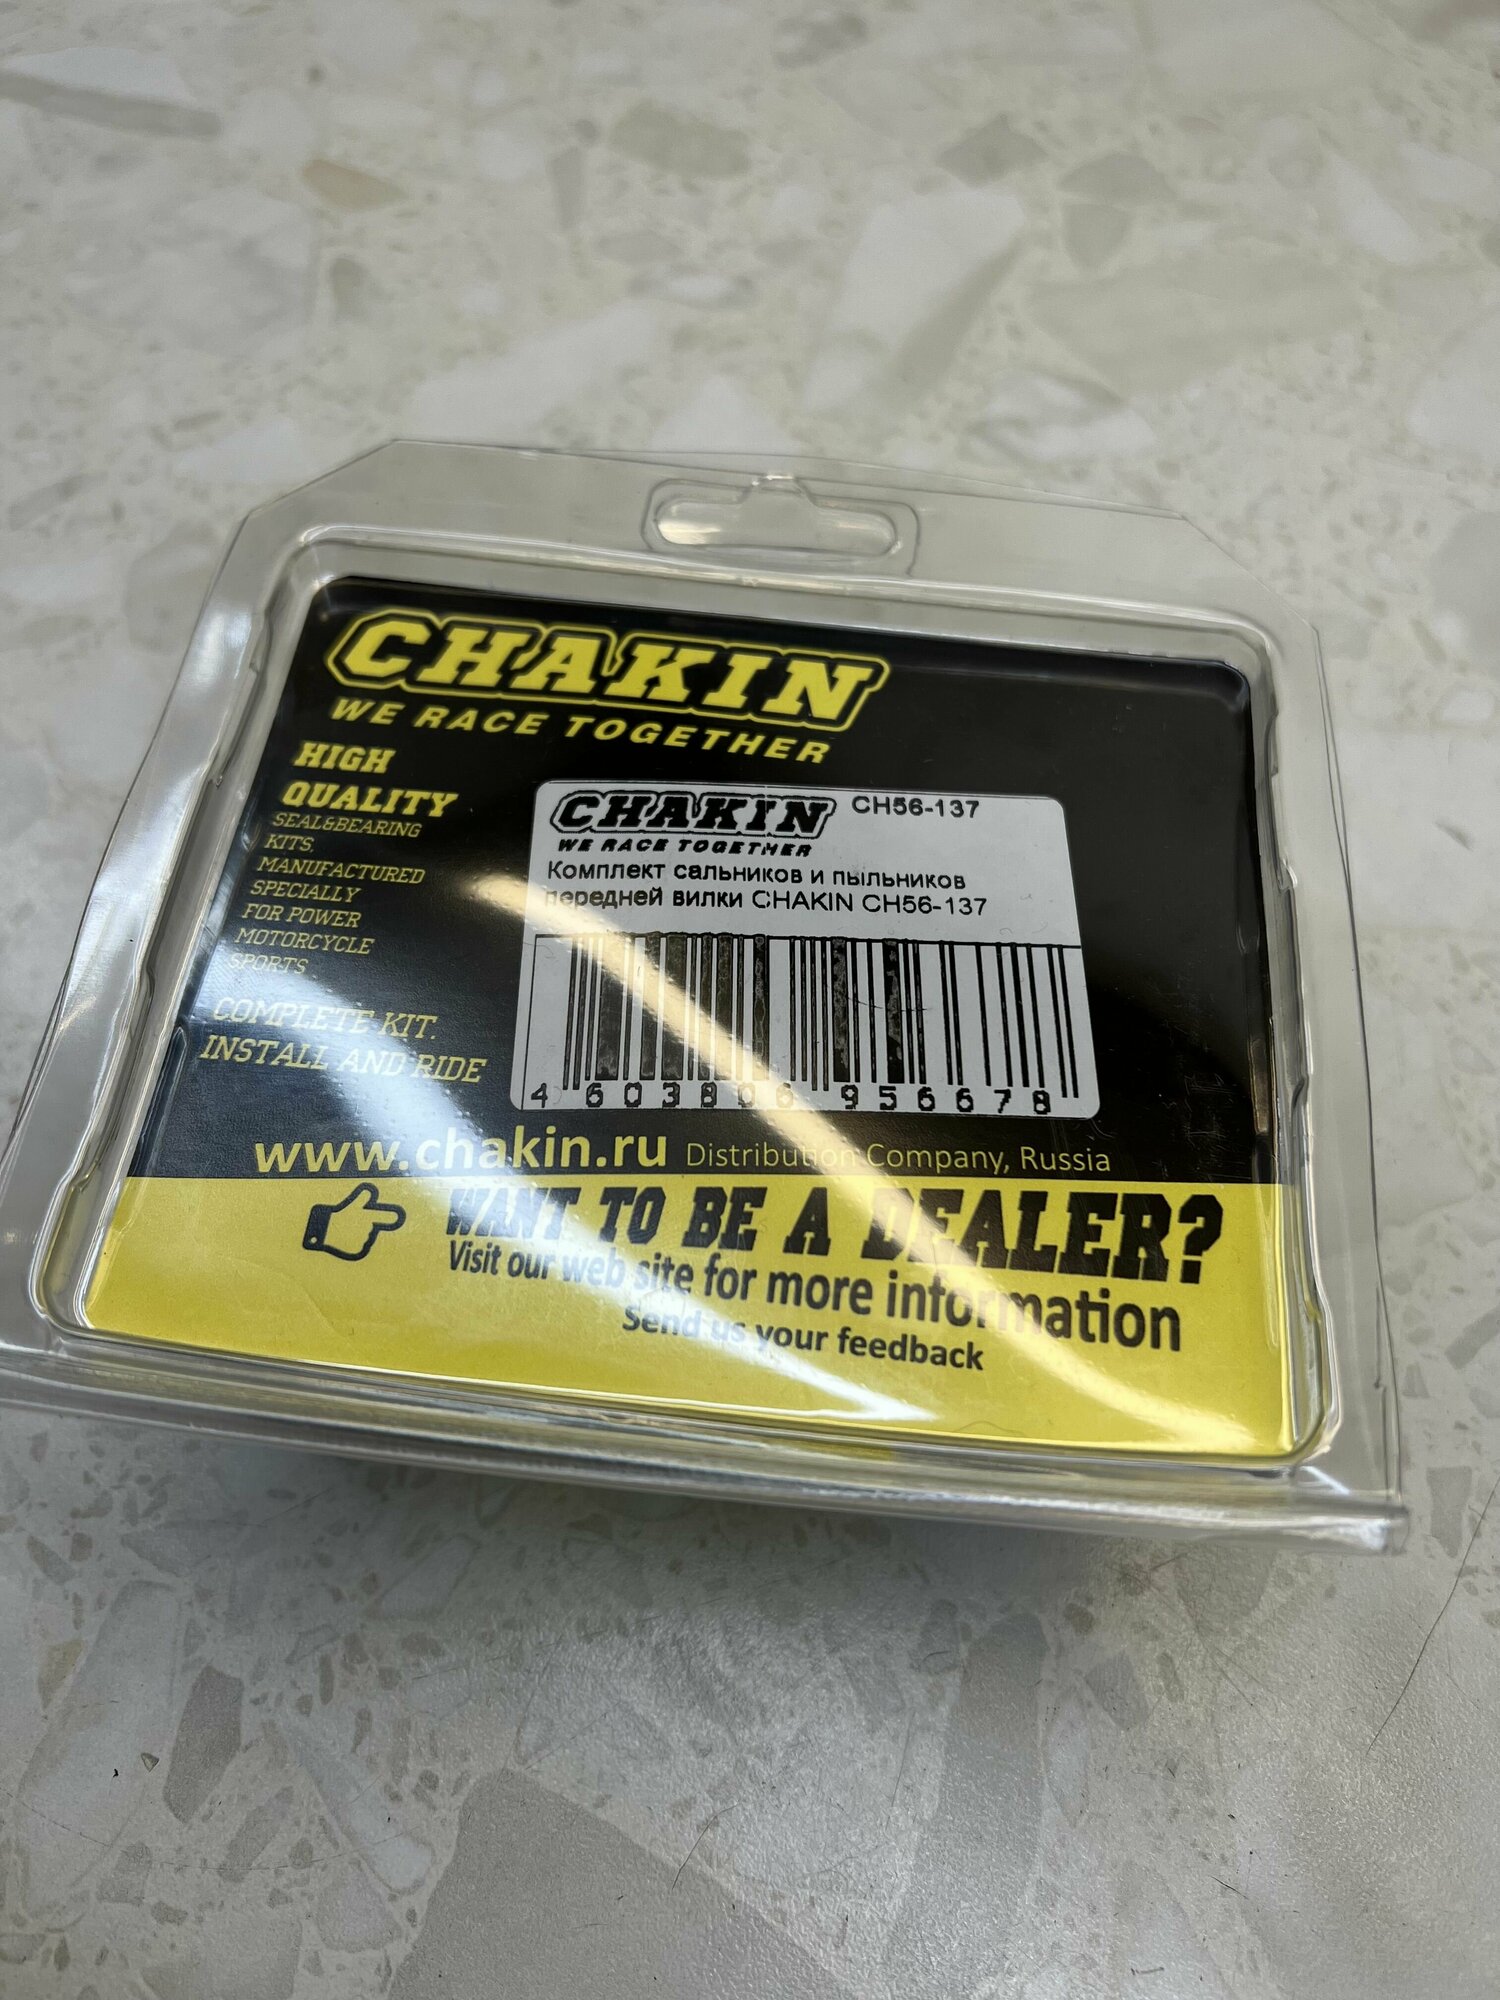 CHAKIN
WE RACE TOGETHER
HIGH
QUALITY
SEAL&BEARING
KITS,
MANUFACTURED
SPECIALLY
FOR POWER
MOTORCYCLE
SPORTS
COMPLETE KIT.
INSTALL AND RIDE
CHAKIN CH56-137
WE RACE TOGETHER
Комплект сальников и пыльников
передней вилки CHAKIN CH56-137
4 603806 956678
www.chakin.ru Distribution Company, Russia
WANT TO BE A DEALER?
Visit our web site for more information
Send us your feedback